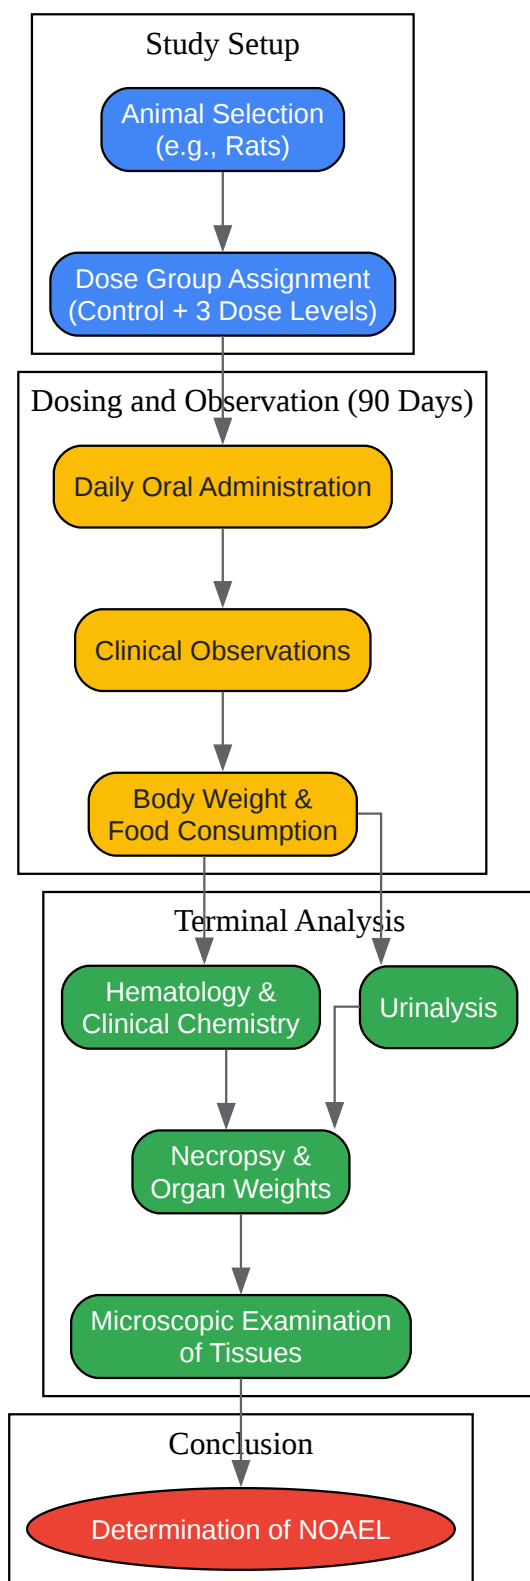 Study Setup
Animal Selection
(e.g., Rats)
Dose Group Assignment
(Control + 3 Dose Levels)
Dosing and Observation (90 Days)
Daily Oral Administration
Clinical Observations
Body Weight &
Food Consumption
Terminal Analysis
Hematology &
Clinical Chemistry
Urinalysis
Necropsy &
Organ Weights
Microscopic Examination
of Tissues
Conclusion
Determination of NOAEL